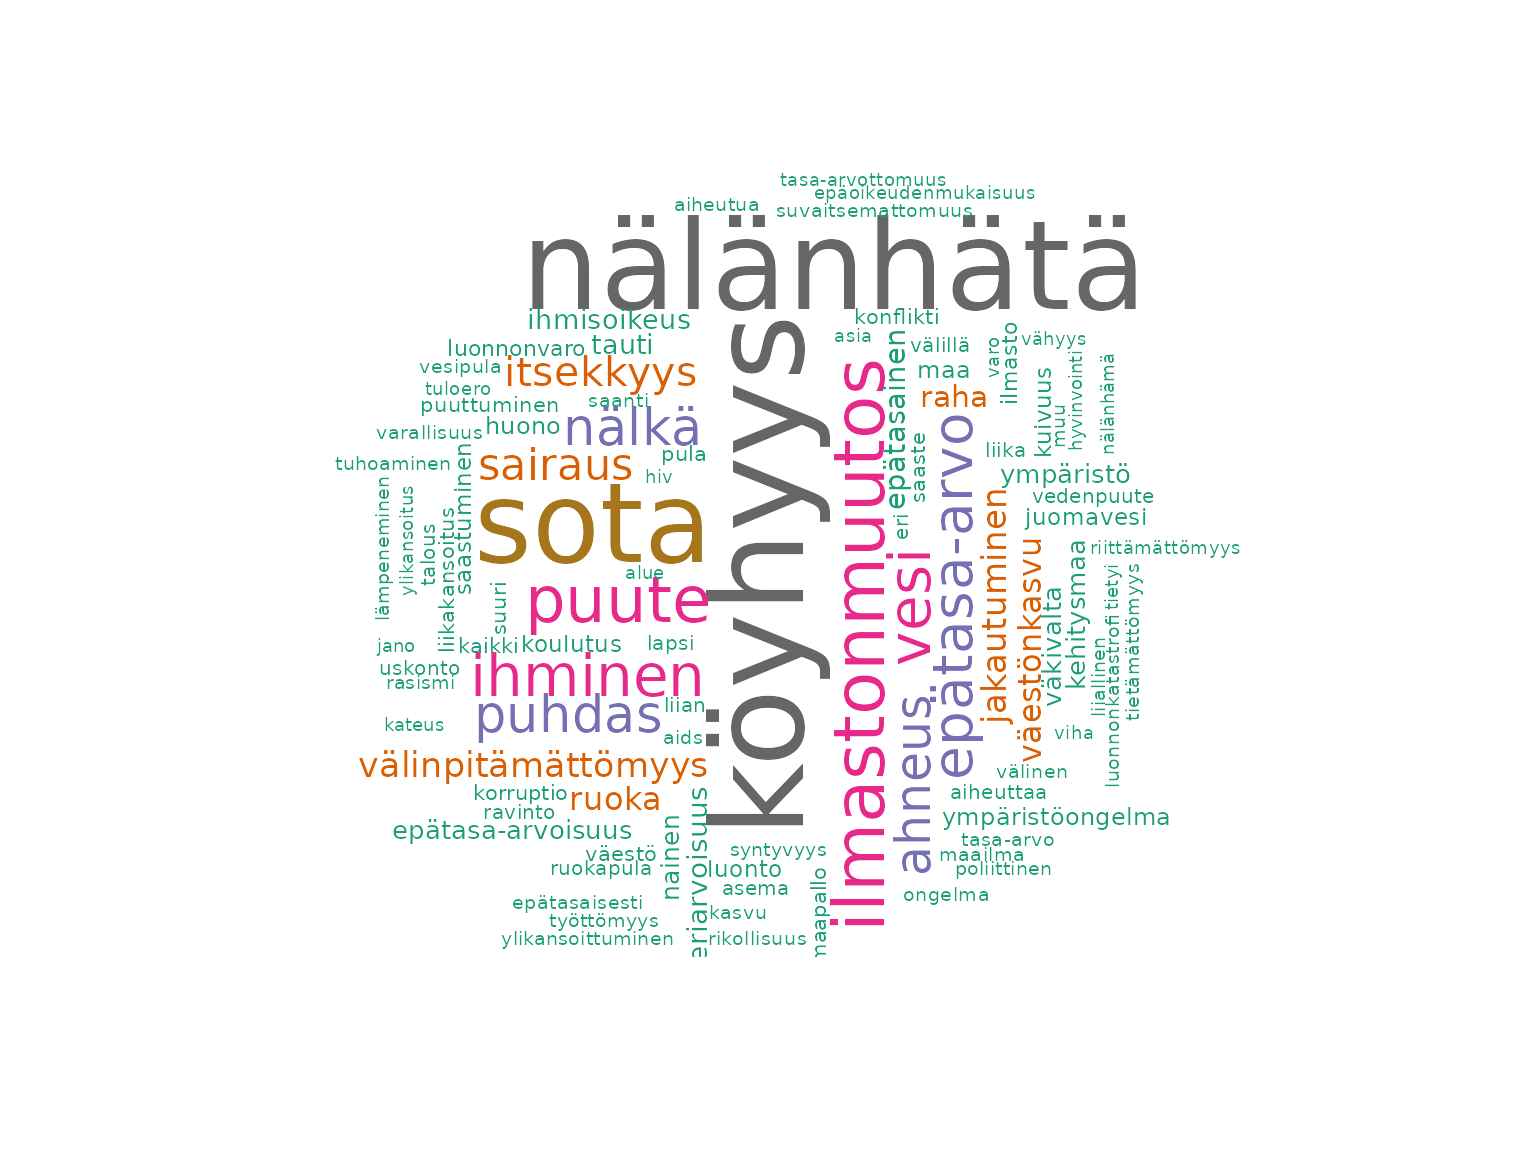 tasa-arvottomuus
epäoikeudenmukaisuus
aiheutua
suvaitsemattomuus
nälänhätä
ihmisoikeus
konflikti
asia
välillä
vähyys
luonnonvaro
tauti
vesipula
itsekkyys
maa
varo
ilmasto
tuloero
saanti
raha
puuttuminen
huono
nälkä
köyhyys
ilmastonmuutos
epätasainen
kuivuus
muu
hyvinvointi
nälänhämä
varallisuus
pula
liika
tuhoaminen
sairaus
hiv
saaste
epätasa-arvo
ympäristö
vedenpuute
juomavesi
sota
eri
lämpeneminen
ylikansoitus
talous
liikakansoitus
saastuminen
riittämättömyys
alue
suuri
puute
vesi
jakautuminen
väestönkasvu
väkivalta
kehitysmaa
tietyi
tietämättömyys
jano
kaikki
koulutus
lapsi
uskonto
rasismi
ihminen
liiallinen
luonnonkatastrofi
puhdas
liian
ahneus
kateus
aids
viha
välinpitämättömyys
välinen
korruptio
ruoka
aiheuttaa
ravinto
epätasa-arvoisuus
ympäristöongelma
väestö
nainen
eriarvoisuus
syntyvyys
tasa-arvo
maailma
ruokapula
luonto
poliittinen
asema
maapallo
ongelma
epätasaisesti
kasvu
työttömyys
ylikansoittuminen
rikollisuus